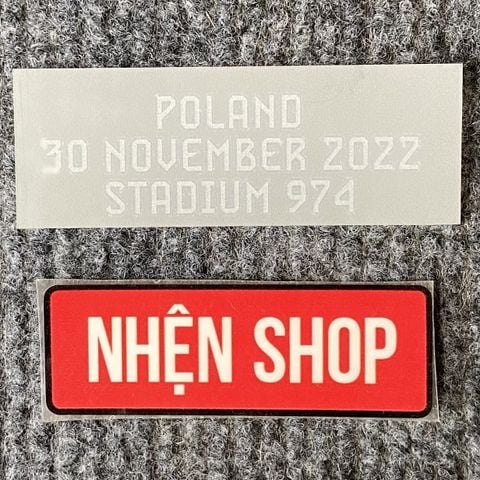 POLAND
30 NOVEMBER 2022
STADIUM 974
NHỆN SHOP